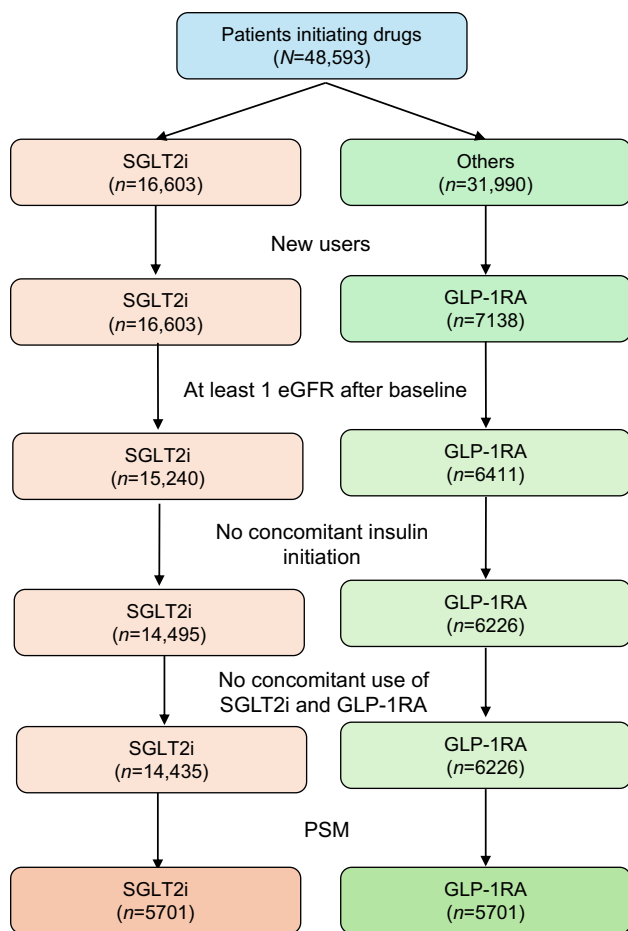 Patients initiating drugs
(N=48,593)
SGLT2i
(n=16,603)
Others
(n=31,990)
New users
SGLT2i
(n=16,603)
GLP-1RA
(n=7138)
At least 1 eGFR after baseline
SGLT2i
(n=15,240)
GLP-1RA
(n=6411)
No concomitant insulin
initiation
SGLT2i
(n=14,495)
GLP-1RA
(n=6226)
No concomitant use of
SGLT2i and GLP-1RA
SGLT2i
(n=14,435)
GLP-1RA
(n=6226)
PSM
SGLT2i
(n=5701)
GLP-1RA
(n=5701)